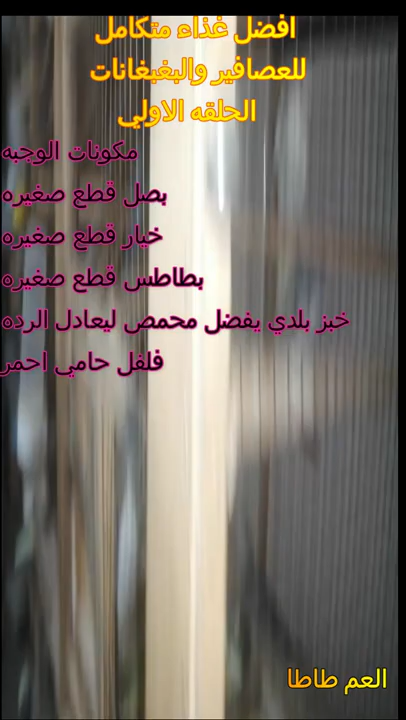 افضل غذاء متكامل
للعصافير والبغبغانات
الحلقه الاولي
مكونات الوجبه
بصل قطع صغيره
خيار قطع صغيره
بطاطس قطع صغيره
خبز بلدي يفضل محمص ليعادل الرده
فلفل حامي احمر
العم طاطا